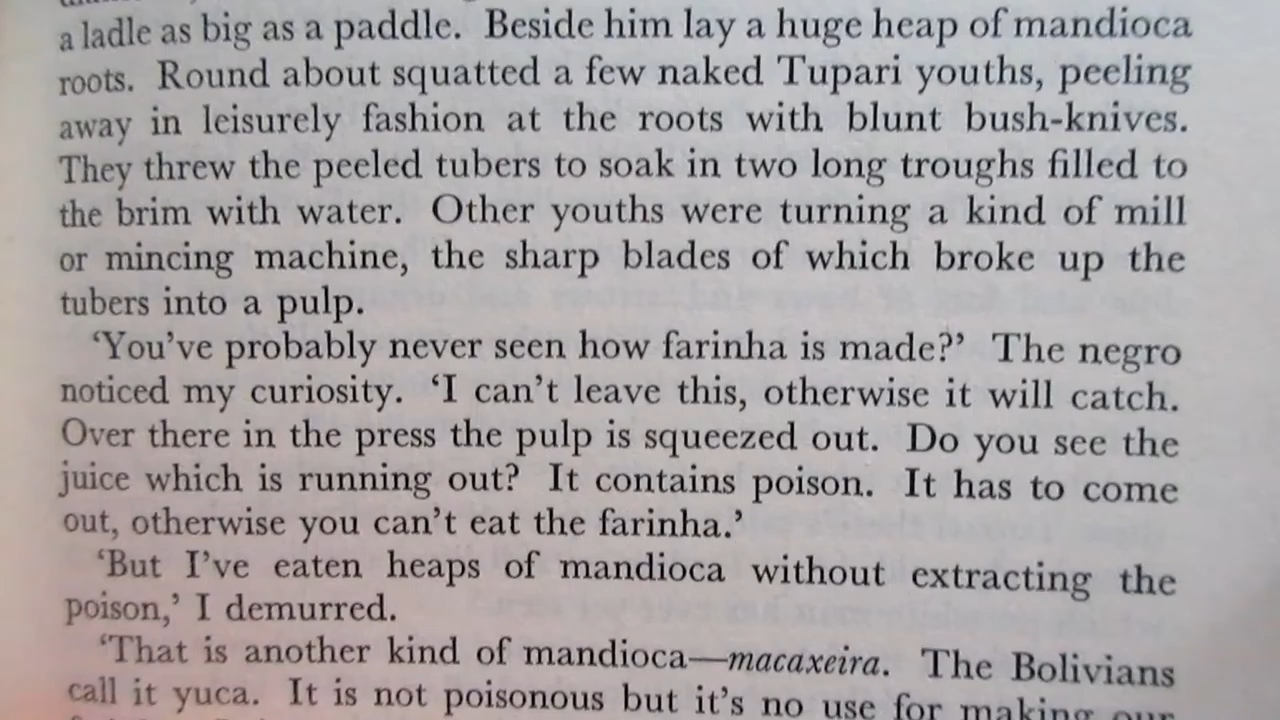 a ladle as big as a paddle. Beside him lay a huge heap of mandioca
roots. Round about squatted a few naked Tupari youths, peeling
away in leisurely fashion at the roots with blunt bush-knives.
They threw the peeled tubers to soak in two long troughs filled to
the brim with water. Other youths were turning a kind of mill
or mincing machine, the sharp blades of which broke up the
tubers into a pulp.
‘You’ve probably never seen how farinha is made?’ The negro
noticed my curiosity. ‘I can’t leave this, otherwise it will catch.
Over there in the press the pulp is squeezed out. Do you see the
juice which is running out? It contains poison. It has to come
out, otherwise you can’t eat the farinha.’
‘But I’ve eaten heaps of mandioca without extracting the
poison,’ I demurred.
‘That is another kind of mandioca—macaxeira. The Bolivians
call it yuca. It is not poisonous but it’s no use for making our